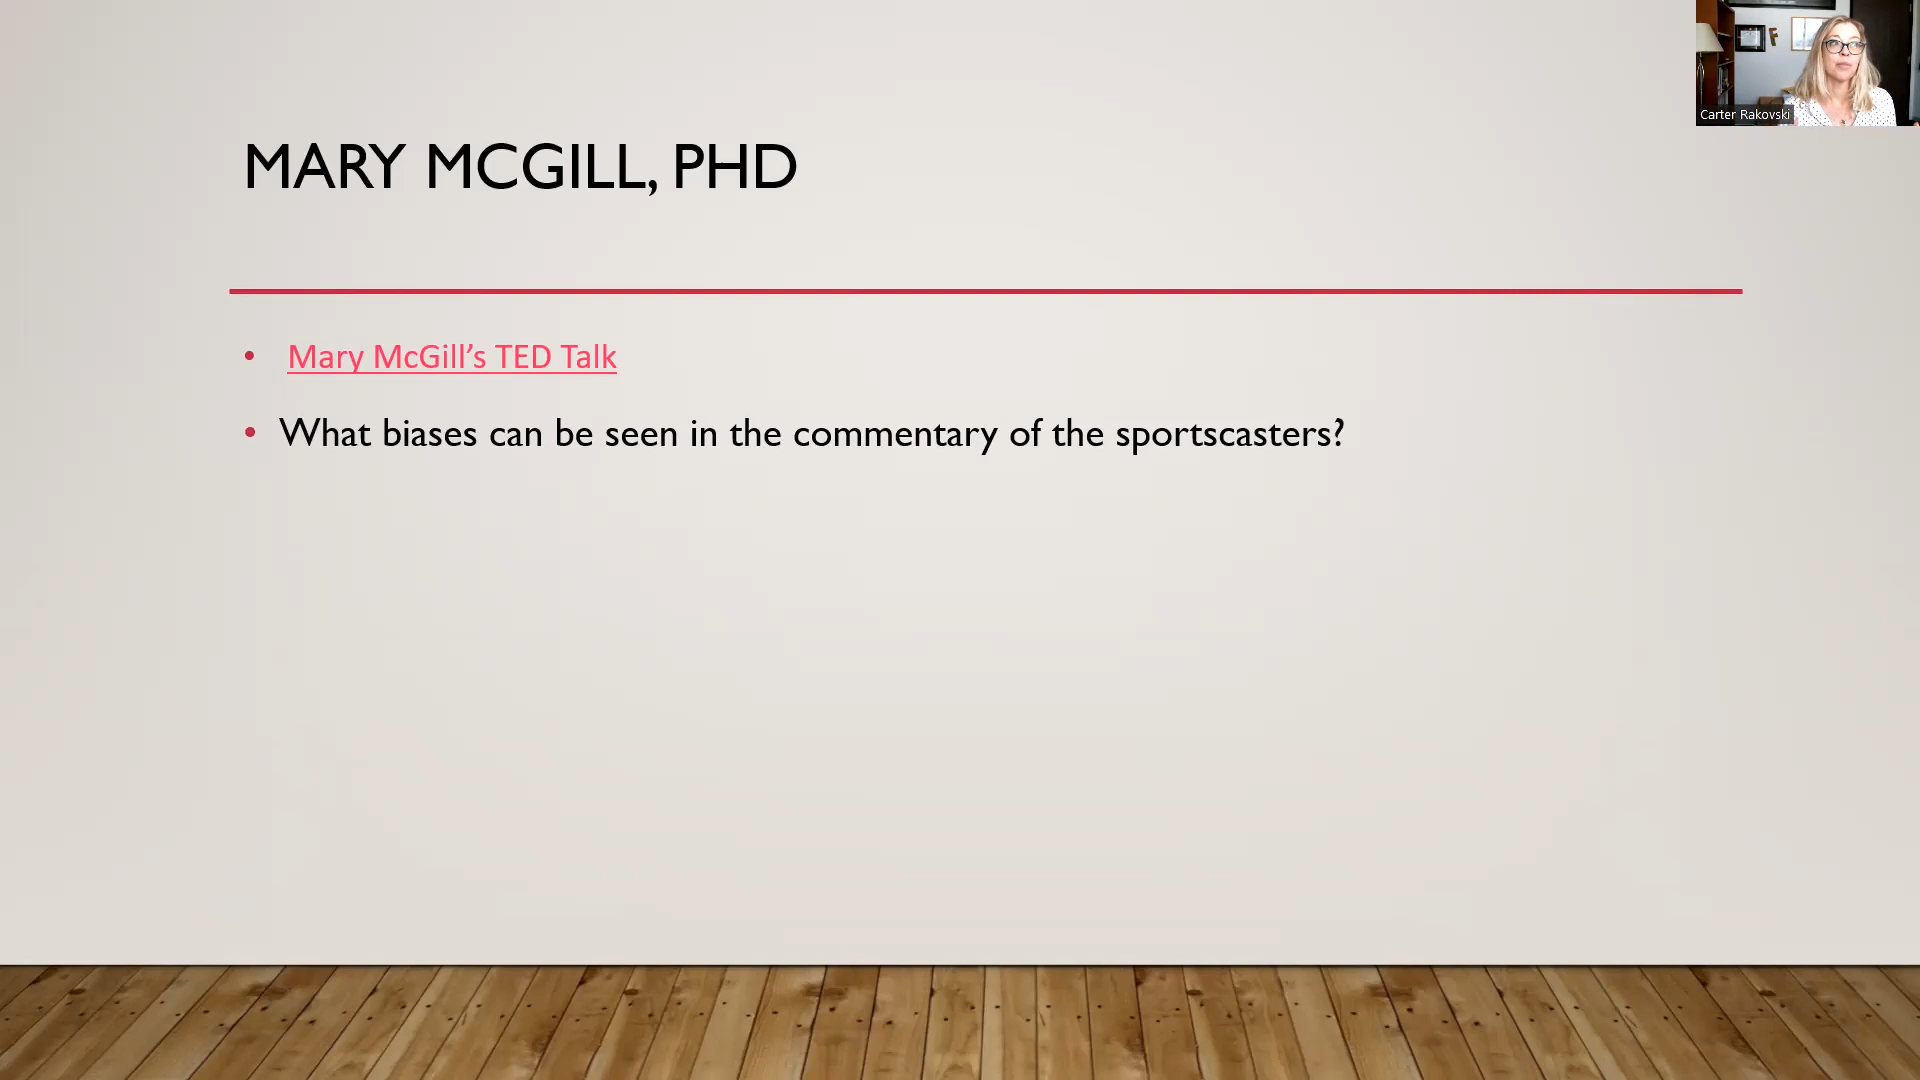 MARY MCGILL, PHD
Mary McGill’s TED Talk
What biases can be seen in the commentary of the sportscasters?
Carter Rakovski
F